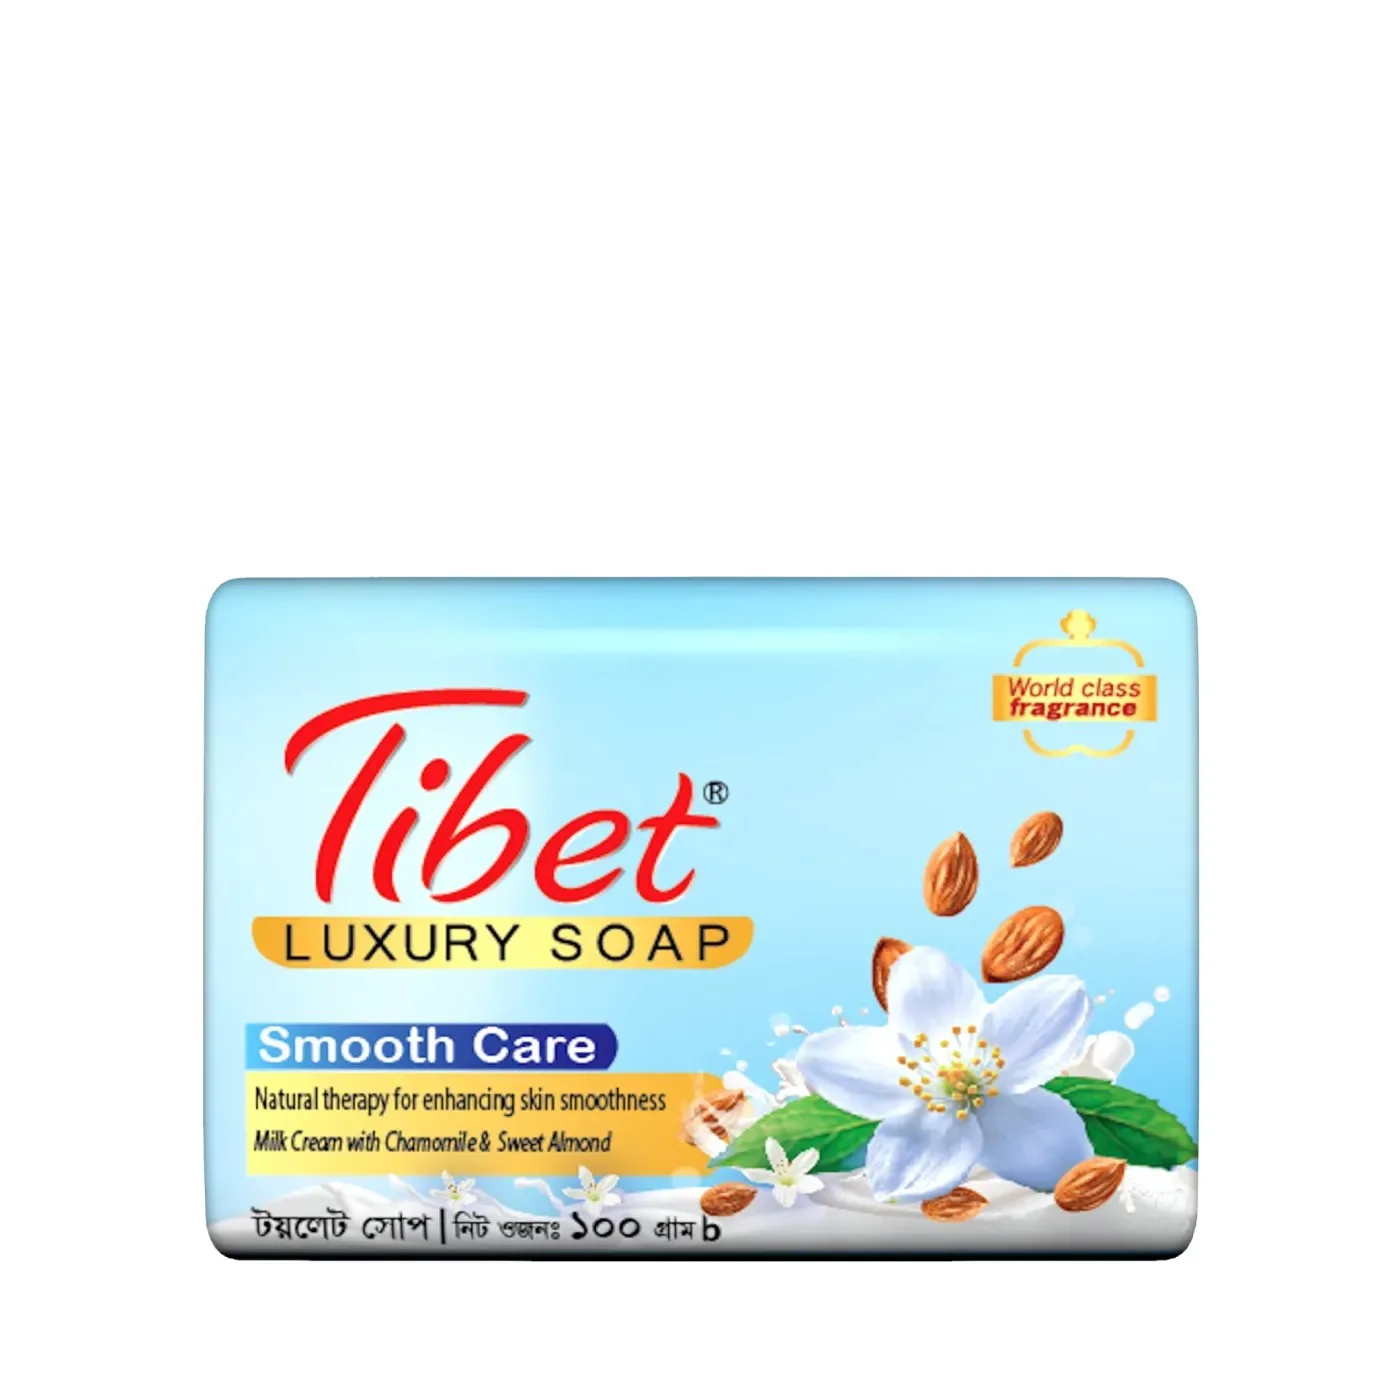 World class
fragrance
Tibet®
LUXURY SOAP
Smooth Care
Natural therapy for enhancing skin smoothness
Milk Cream with Chamomile & Sweet Almond
টয়লেট সোপ | নিট ওজনঃ ১০০ গ্রাম b